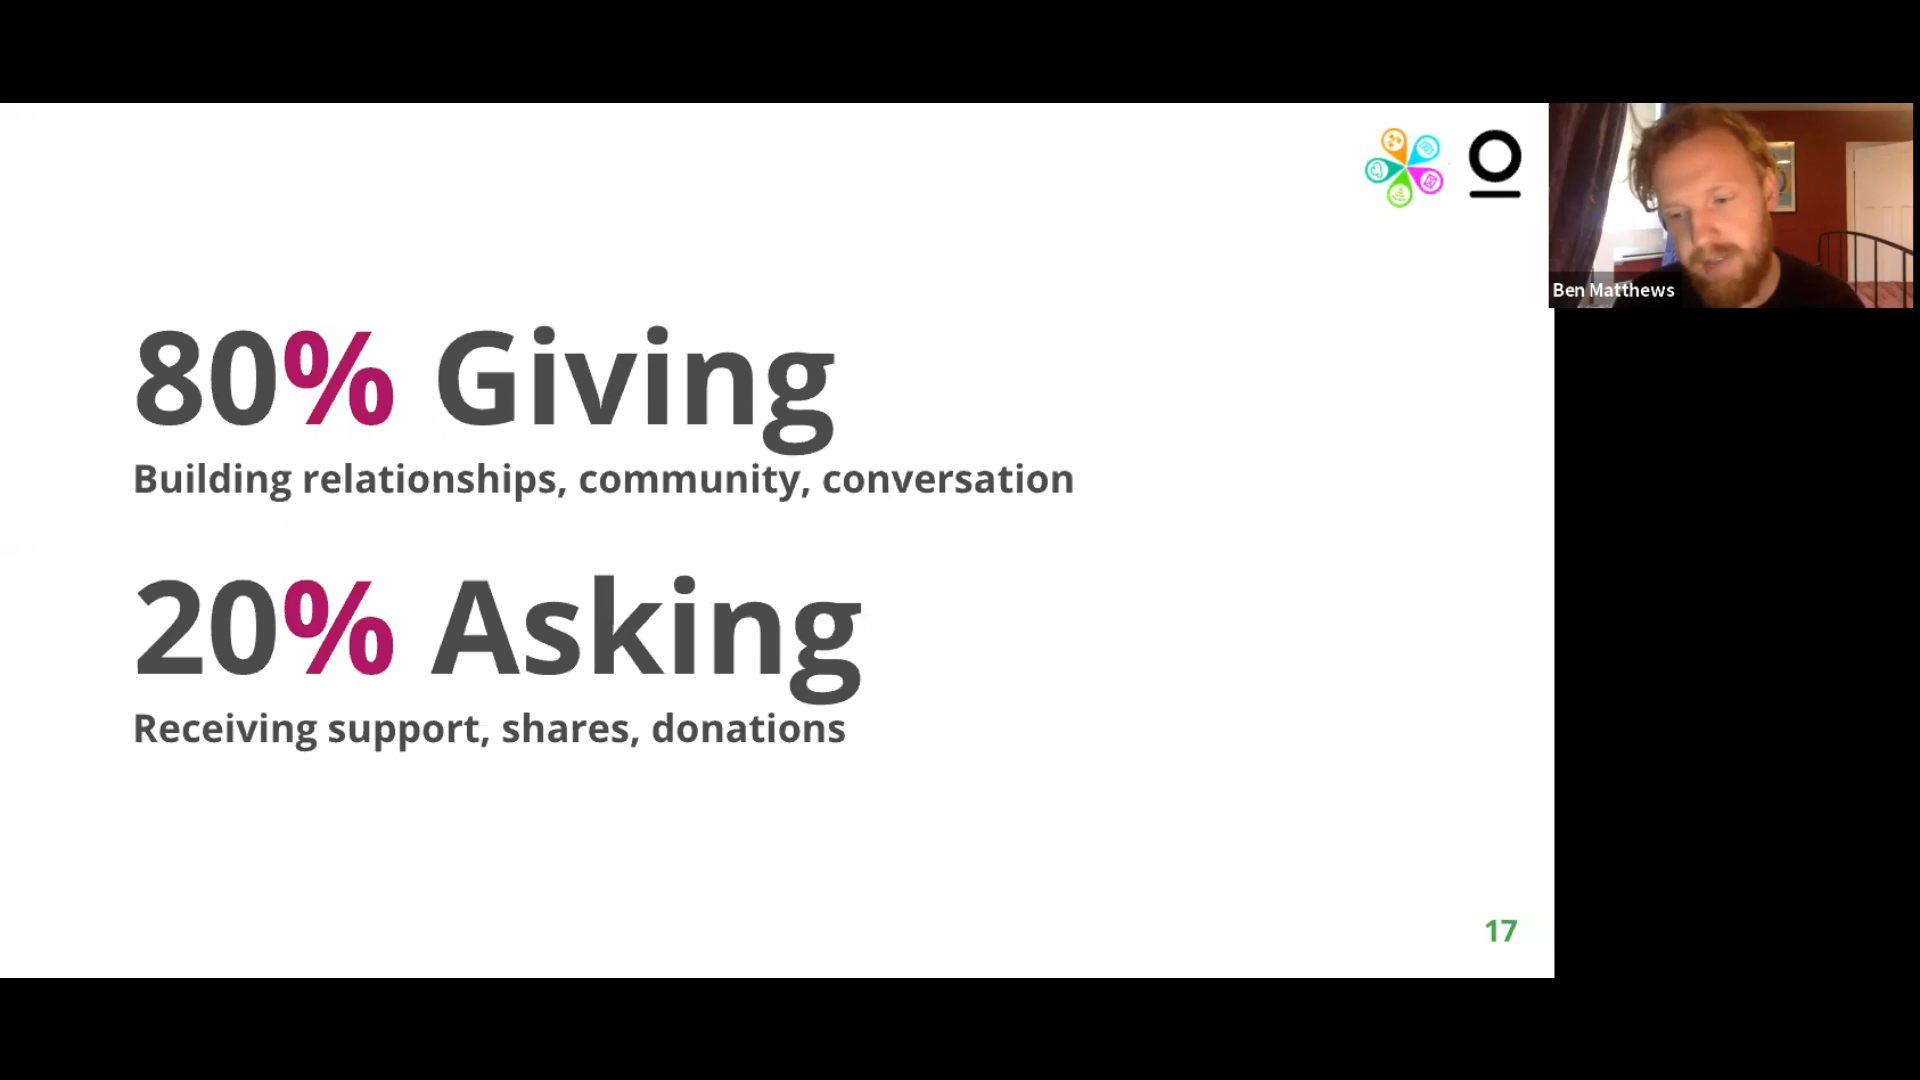 80% Giving
Building relationships, community, conversation
20% Asking
Receiving support, shares, donations
17
Ben Matthews